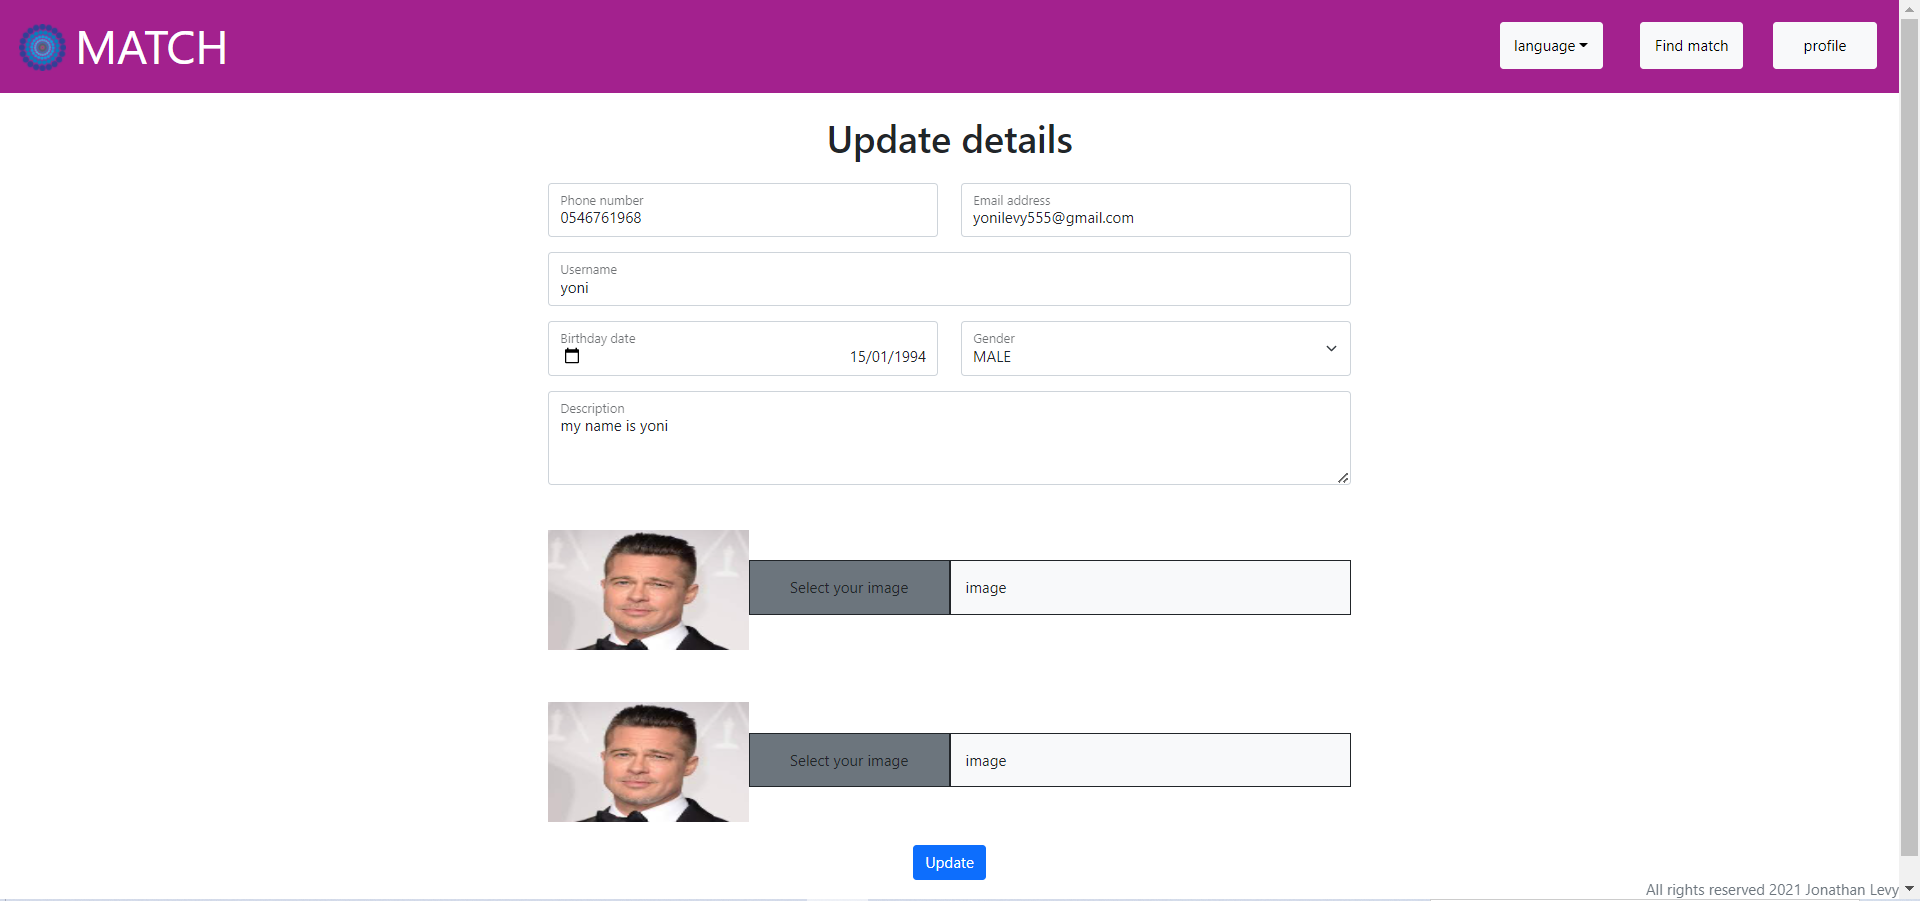 MATCH
language
Find match
profile
Update details
Phone number
0546761968
Email address
yonilevy555@gmail.com
Username
yoni
Birthday date
15/01/1994
Gender
MALE
Description
my name is yoni
Select your image
image
Select your image
image
Update
All rights reserved 2021 Jonathan Levy